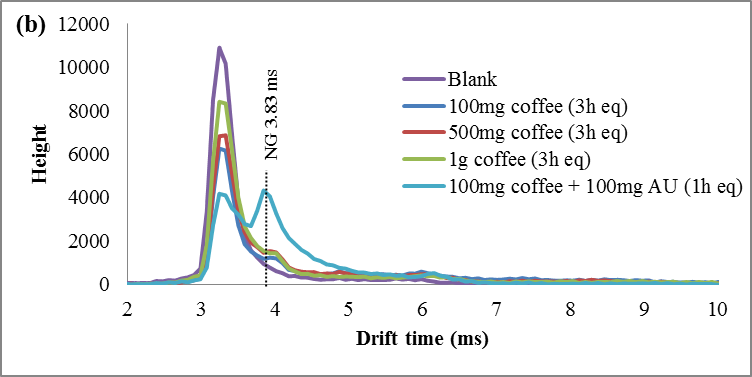 (b)
12000
10000
8000
6000
4000
2000
0
Height
NG 3.83 ms
Blank
100mg coffee (3h eq)
500mg coffee (3h eq)
1g coffee (3h eq)
100mg coffee + 100mg AU (1h eq)
2 3 4 5 6 7 8 9 10
Drift time (ms)